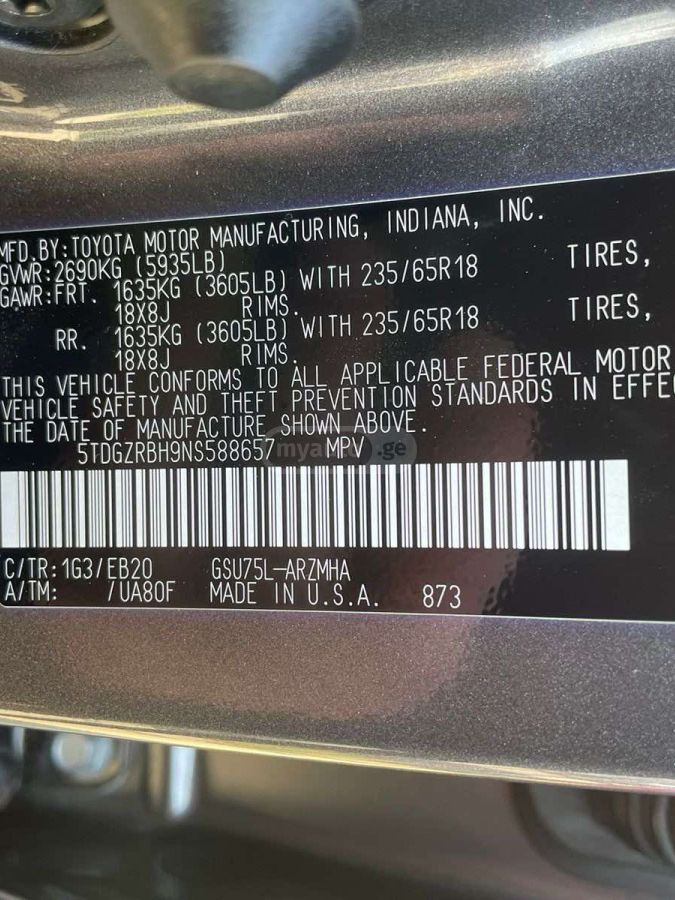 MFD.BY:TOYOTA MOTOR MANUFACTURING, INDIANA, INC.
GVWR:2690KG (5935LB)
GAWR:FRT. 1635KG (3605LB) WITH 235/65R18 TIRES,
18X8J RIMS.
RR. 1635KG (3605LB) WITH 235/65R18 TIRES,
18X8J RIMS.
THIS VEHICLE CONFORMS TO ALL APPLICABLE FEDERAL MOTOR
VEHICLE SAFETY AND THEFT PREVENTION STANDARDS IN EFFE
THE DATE OF MANUFACTURE SHOWN ABOVE.
5TDGZRBH9NS588657 MPV
C/TR:1G3/EB20 GSU75L-ARZMHA
A/TM: /UA80F MADE IN U.S.A. 873